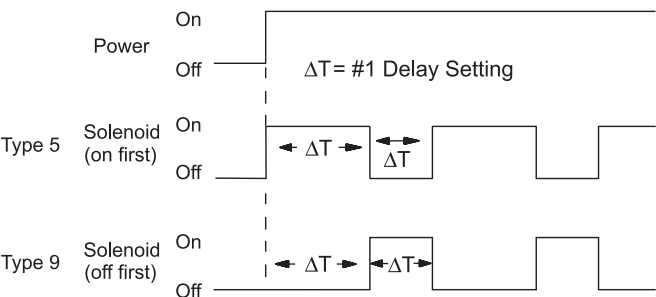 On
Power
Off
ΔT= #1 Delay Setting
Type 5
Solenoid
(on first)
On
Off
ΔT
ΔT
Type 9
Solenoid
(off first)
On
Off
ΔT
ΔT